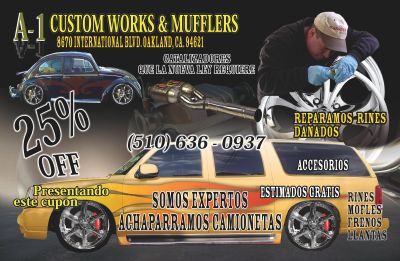 A-1
CUSTOM WORKS & MUFFLERS
8670 INTERNATIONAL BLVD. OAKLAND, CA. 94621
CATALIZADORES
QUE LA NUEVA LEY REQUIERE
25%
OFF
REPARAMOS RINES
DAÑADOS
(510)-636-0937
Presentando
este cupon
ACCESORIOS
SOMOS EXPERTOS
ACHAPARRAMOS CAMIONETAS
ESTIMADOS GRATIS
RINES
MOFLES
FRENOS
LLANTAS